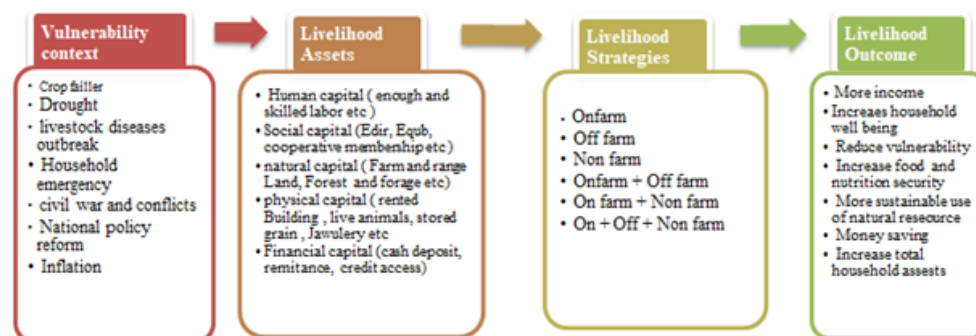 Vulnerability
context
• Crop failler
• Drought
• livestock diseases
outbreak
• Household
emergency
• civil war and conflicts
• National policy
reform
• Inflation
Livelihood
Assets
• Human capital ( enough and
skilled labor etc )
• Social capital (Edir, Equb,
cooperative membership etc)
• natural capital ( Farm and range
Land, Forest and forage etc)
• physical capital ( rented
Building , live animals, stored
grain , Jawulery etc
• Financial capital (cash deposit,
remitance, credit access)
Livelihood
Strategies
• Onfarm
• Off farm
• Non farm
• Onfarm + Off farm
• On farm + Non farm
• On + Off + Non farm
Livelihood
Outcome
• More income
• Increaes household
well being
• Reduce vulnerability
• Increase food and
nutrition security
• More sustainable use
of natural reseource
• Money saving
• Increase total
household assests